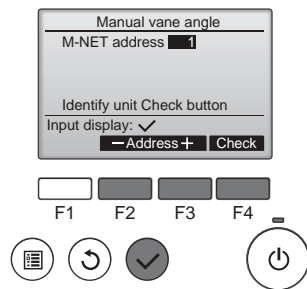 Manual vane angle
M-NET address 1
Identify unit Check button
Input display: ✓
−Address+ Check
F1 F2 F3 F4